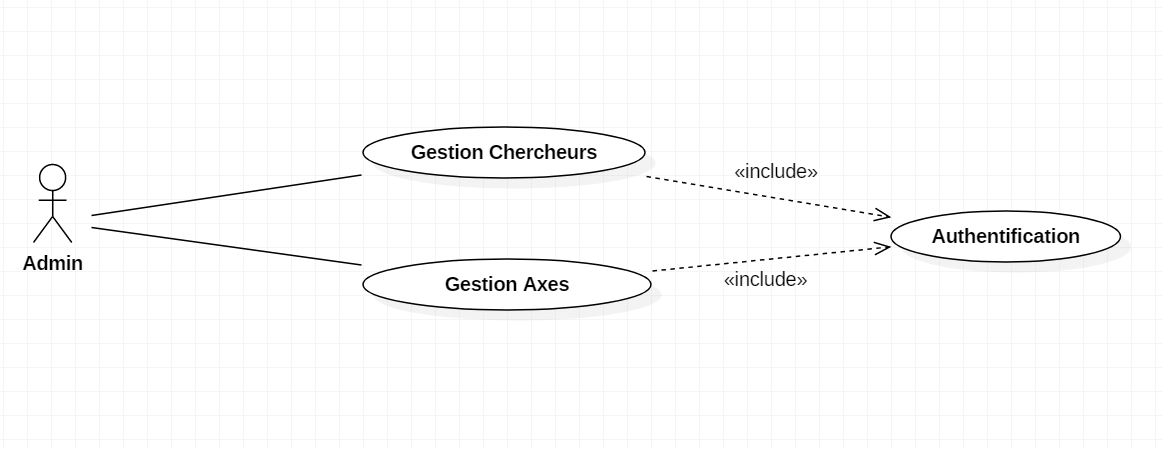 Gestion Chercheurs
«include»
Authentification
Admin
Gestion Axes
«include»